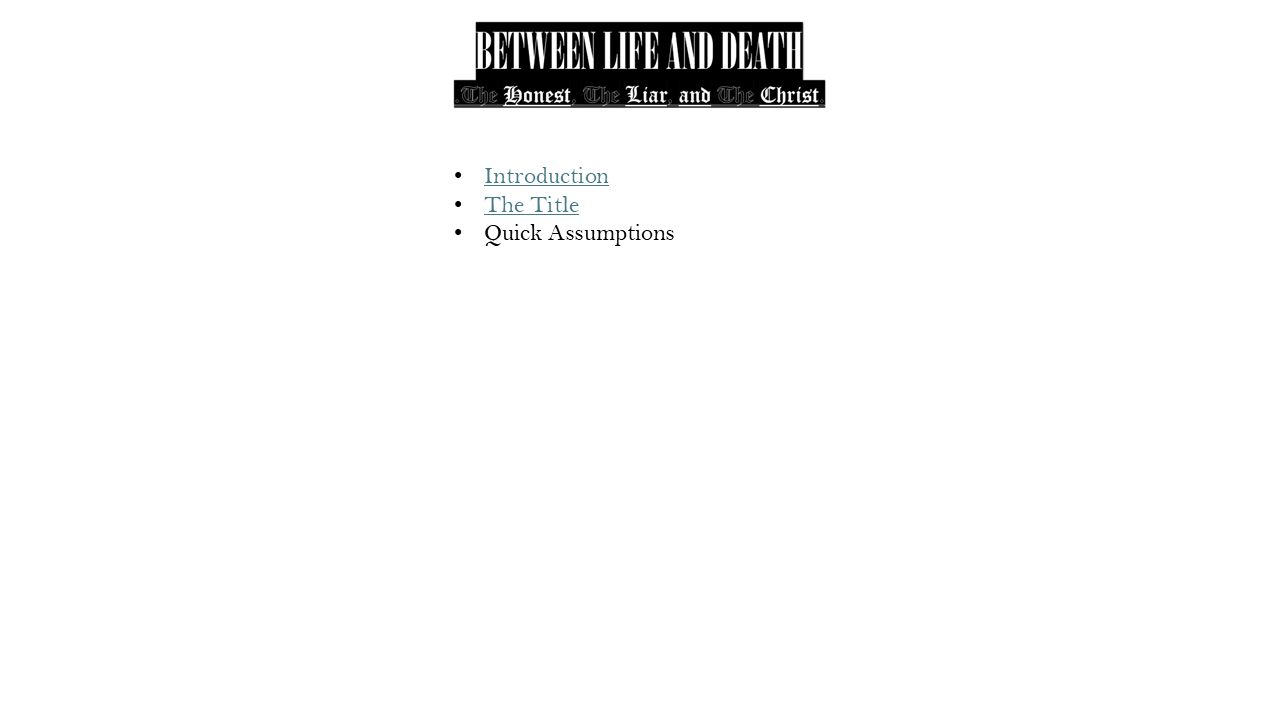 BETWEEN LIFE AND DEATH
.The Honest, The Liar, and The Christ.
• Introduction
• The Title
• Quick Assumptions